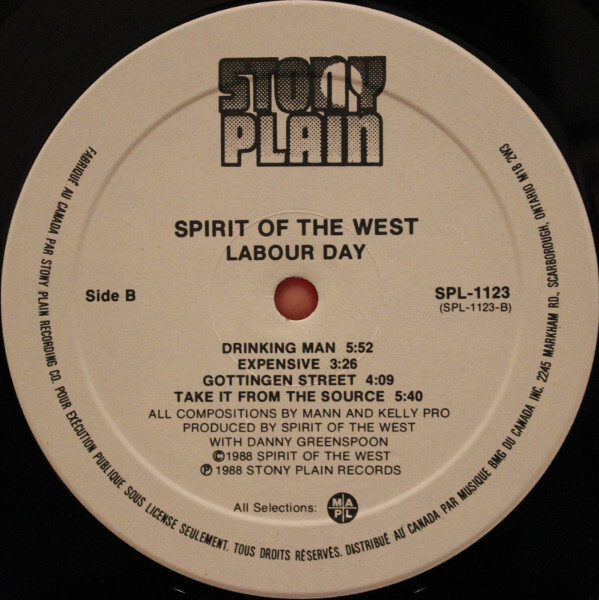 STONY
PLAIN
SPIRIT OF THE WEST
LABOUR DAY
Side B
SPL-1123
(SPL-1123-B)
DRINKING MAN 5:52
EXPENSIVE 3:26
GOTTINGEN STREET 4:09
TAKE IT FROM THE SOURCE 5:40
ALL COMPOSITIONS BY MANN AND KELLY PRO
PRODUCED BY SPIRIT OF THE WEST
WITH DANNY GREENSPOON
©1988 SPIRIT OF THE WEST
℗1988 STONY PLAIN RECORDS
All Selections:
MA
PL
FABRIQUÉ AU CANADA PAR STONY PLAIN RECORDING CO. POUR EXÉCUTION PUBLIQUE SOUS LICENSE SEULEMENT. TOUS DROITS RÉSERVÉS. DISTRIBUÉ AU CANADA PAR MUSIQUE BMG DU CANADA INC. 2245 MARKHAM RD., SCARBOROUGH, ONTARIO M1B 2W3